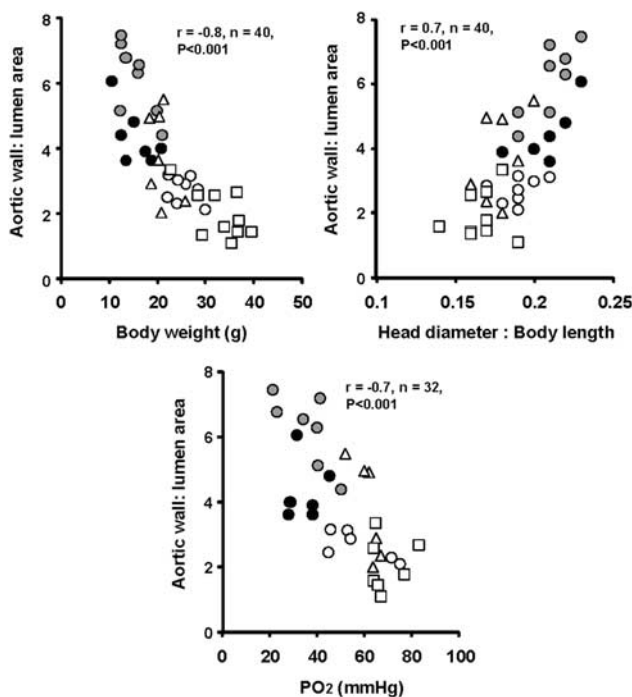 8
6
4
2
0
Aortic wall: lumen area
r = -0.8, n = 40,
P<0.001
0 10 20 30 40 50
Body weight (g)
8
6
4
2
0
Aortic wall: lumen area
r = 0.7, n = 40,
P<0.001
0.1 0.15 0.2 0.25
Head diameter : Body length
8
6
4
2
0
Aortic wall: lumen area
r = -0.7, n = 32,
P<0.001
0 20 40 60 80 100
PO2 (mmHg)